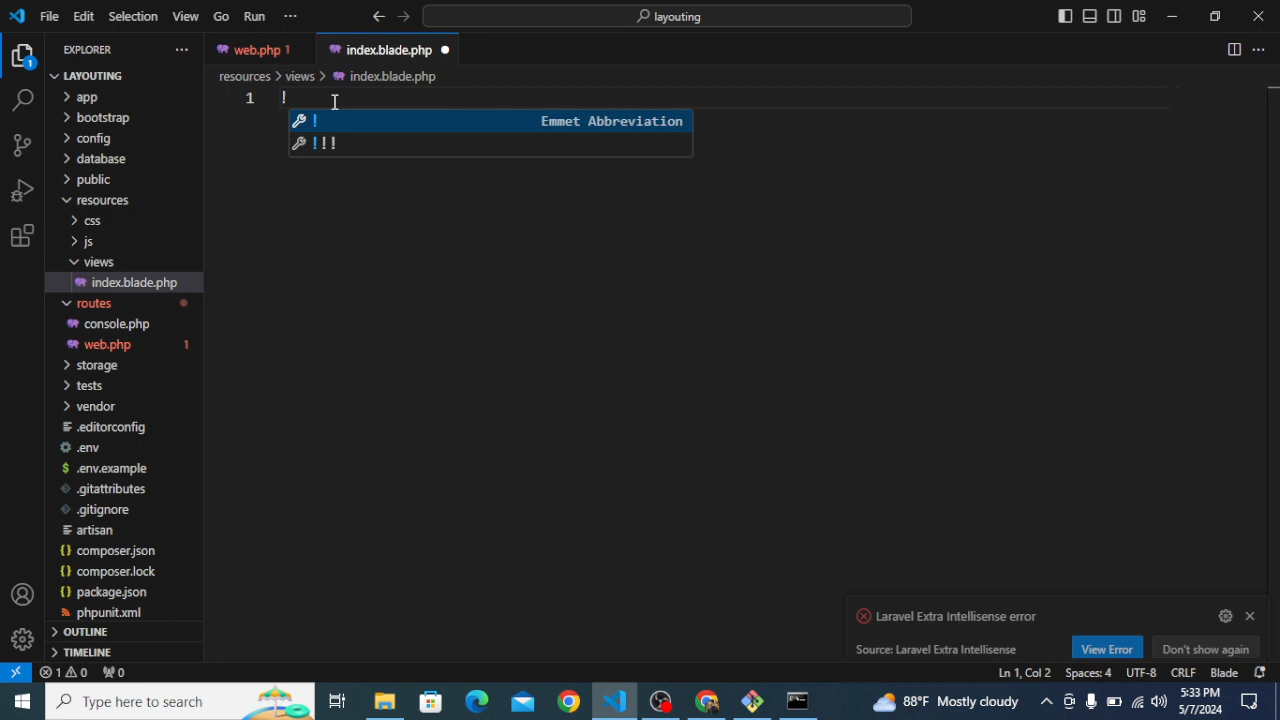 File Edit Selection View Go Run ··· layouting
EXPLORER ···
web.php 1
index.blade.php
LAYOUTING
resources > views > index.blade.php
app
bootstrap
config
database
public
resources
css
js
views
index.blade.php
routes
console.php
web.php 1
storage
tests
vendor
.editorconfig
.env
.env.example
.gitattributes
.gitignore
artisan
composer.json
composer.lock
package.json
phpunit.xml
OUTLINE
TIMELINE
1 !
! Emmet Abbreviation
!!!
Laravel Extra Intellisense error
Source: Laravel Extra Intellisense View Error Don't show again
1 0 0 Ln 1, Col 2 Spaces: 4 UTF-8 CRLF Blade
Type here to search
88°F Mostly cloudy
5:33 PM
5/7/2024